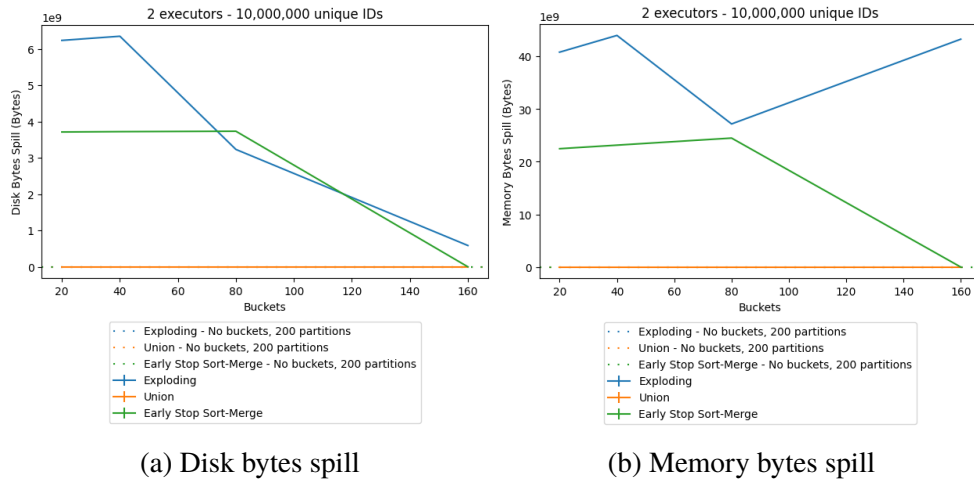 2 executors - 10,000,000 unique IDs
1e9
6
5
4
3
2
1
0
Disk Bytes Spill (Bytes)
20 40 60 80 100 120 140 160
Buckets
Exploding - No buckets, 200 partitions
Union - No buckets, 200 partitions
Early Stop Sort-Merge - No buckets, 200 partitions
Exploding
Union
Early Stop Sort-Merge
(a) Disk bytes spill
2 executors - 10,000,000 unique IDs
1e9
40
30
20
10
0
Memory Bytes Spill (Bytes)
20 40 60 80 100 120 140 160
Buckets
Exploding - No buckets, 200 partitions
Union - No buckets, 200 partitions
Early Stop Sort-Merge - No buckets, 200 partitions
Exploding
Union
Early Stop Sort-Merge
(b) Memory bytes spill